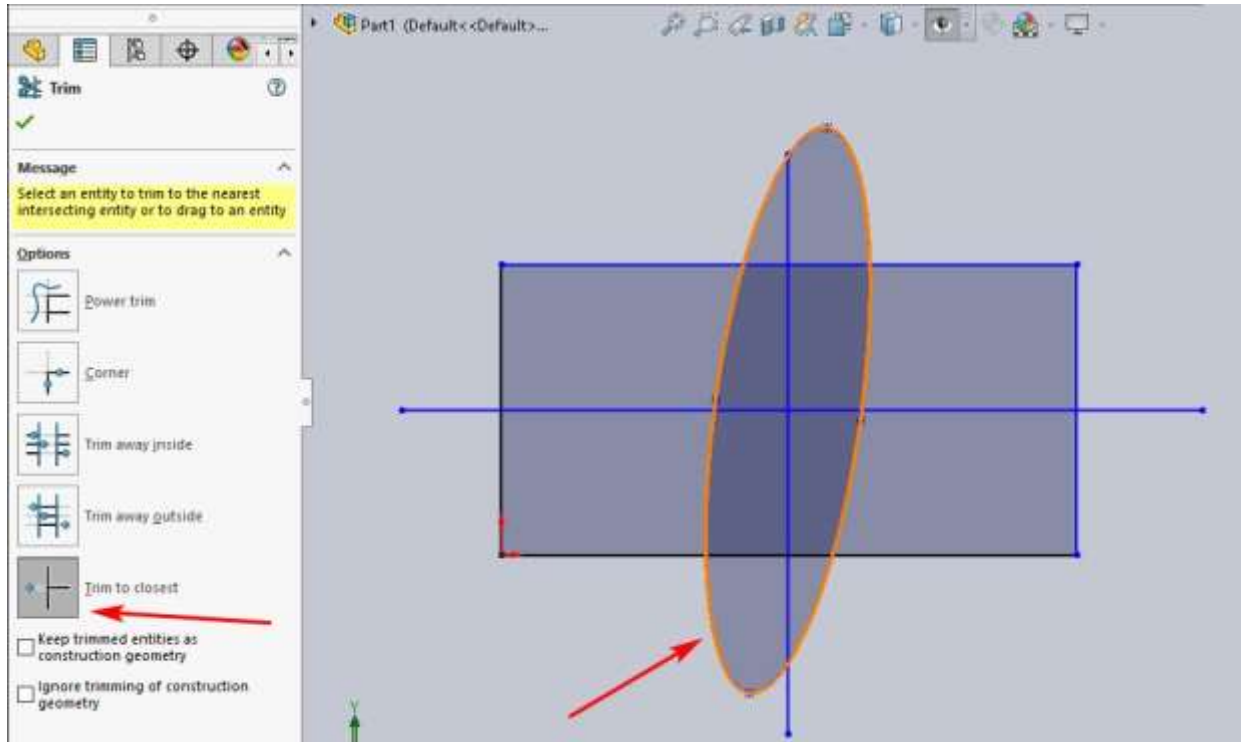 Part1 (Default<<Default>...
Trim
Message
Select an entity to trim to the nearest
intersecting entity or to drag to an entity
Options
Power trim
Corner
Trim away inside
Trim away outside
Trim to closest
Keep trimmed entities as
construction geometry
Ignore trimming of construction
geometry
Y